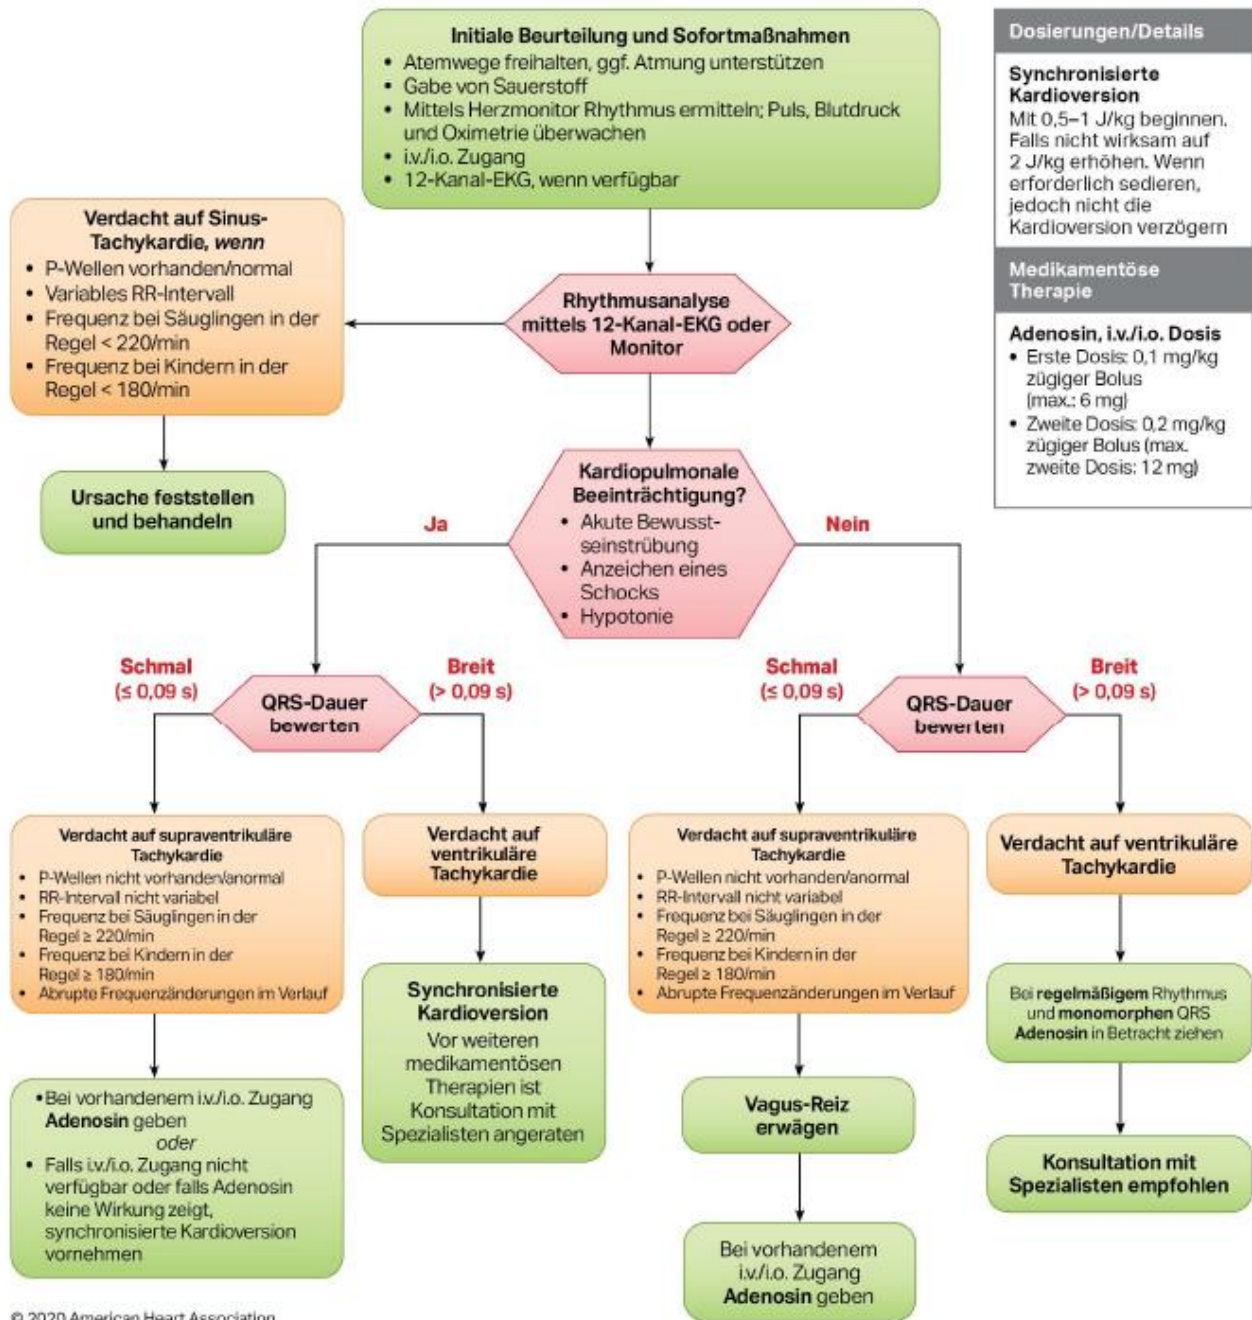 Initiale Beurteilung und Sofortmaßnahmen
• Atemwege freihalten, ggf. Atmung unterstützen
• Gabe von Sauerstoff
• Mittels Herzmonitor Rhythmus ermitteln; Puls, Blutdruck
und Oximetrie überwachen
• i.v./i.o. Zugang
• 12-Kanal-EKG, wenn verfügbar
Dosierungen/Details
Synchronisierte
Kardioversion
Mit 0,5–1 J/kg beginnen.
Falls nicht wirksam auf
2 J/kg erhöhen. Wenn
erforderlich sedieren,
jedoch nicht die
Kardioversion verzögern
Medikamentöse
Therapie
Adenosin, i.v./i.o. Dosis
• Erste Dosis: 0,1 mg/kg
zügiger Bolus
(max.: 6 mg)
• Zweite Dosis: 0,2 mg/kg
zügiger Bolus (max.
zweite Dosis: 12 mg)
Verdacht auf Sinus-
Tachykardie, wenn
• P-Wellen vorhanden/normal
• Variables RR-Intervall
• Frequenz bei Säuglingen in der
Regel < 220/min
• Frequenz bei Kindern in der
Regel < 180/min
Rhythmusanalyse
mittels 12-Kanal-EKG oder
Monitor
Ursache feststellen
und behandeln
Kardiopulmonale
Beeinträchtigung?
• Akute Bewusst-
seinstrübung
• Anzeichen eines
Schocks
• Hypotonie
Ja
Nein
Schmal
(≤ 0,09 s)
Breit
(> 0,09 s)
QRS-Dauer
bewerten
Schmal
(≤ 0,09 s)
Breit
(> 0,09 s)
QRS-Dauer
bewerten
Verdacht auf supraventrikuläre
Tachykardie
• P-Wellen nicht vorhanden/anormal
• RR-Intervall nicht variabel
• Frequenz bei Säuglingen in der
Regel ≥ 220/min
• Frequenz bei Kindern in der
Regel ≥ 180/min
• Abrupte Frequenzänderungen im Verlauf
Verdacht auf
ventrikuläre
Tachykardie
Verdacht auf supraventrikuläre
Tachykardie
• P-Wellen nicht vorhanden/anormal
• RR-Intervall nicht variabel
• Frequenz bei Säuglingen in der
Regel ≥ 220/min
• Frequenz bei Kindern in der
Regel ≥ 180/min
• Abrupte Frequenzänderungen im Verlauf
Verdacht auf ventrikuläre
Tachykardie
• Bei vorhandenem i.v./i.o. Zugang
Adenosin geben
oder
• Falls i.v./i.o. Zugang nicht
verfügbar oder falls Adenosin
keine Wirkung zeigt,
synchronisierte Kardioversion
vornehmen
Synchronisierte
Kardioversion
Vor weiteren
medikamentösen
Therapien ist
Konsultation mit
Spezialisten angeraten
Vagus-Reiz
erwägen
Bei vorhandenem
i.v./i.o. Zugang
Adenosin geben
Bei regelmäßigem Rhythmus
und monomorphen QRS
Adenosin in Betracht ziehen
Konsultation mit
Spezialisten empfohlen
© 2020 American Heart Association